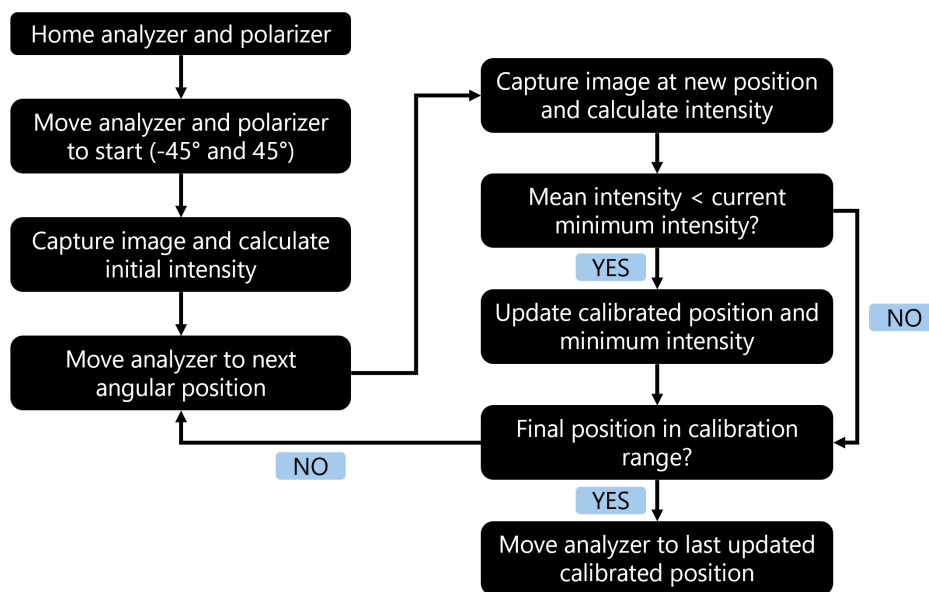 Home analyzer and polarizer
Move analyzer and polarizer
to start (-45° and 45°)
Capture image and calculate
initial intensity
Move analyzer to next
angular position
Capture image at new position
and calculate intensity
Mean intensity < current
minimum intensity?
YES
NO
Update calibrated position and
minimum intensity
Final position in calibration
range?
NO
YES
Move analyzer to last updated
calibrated position